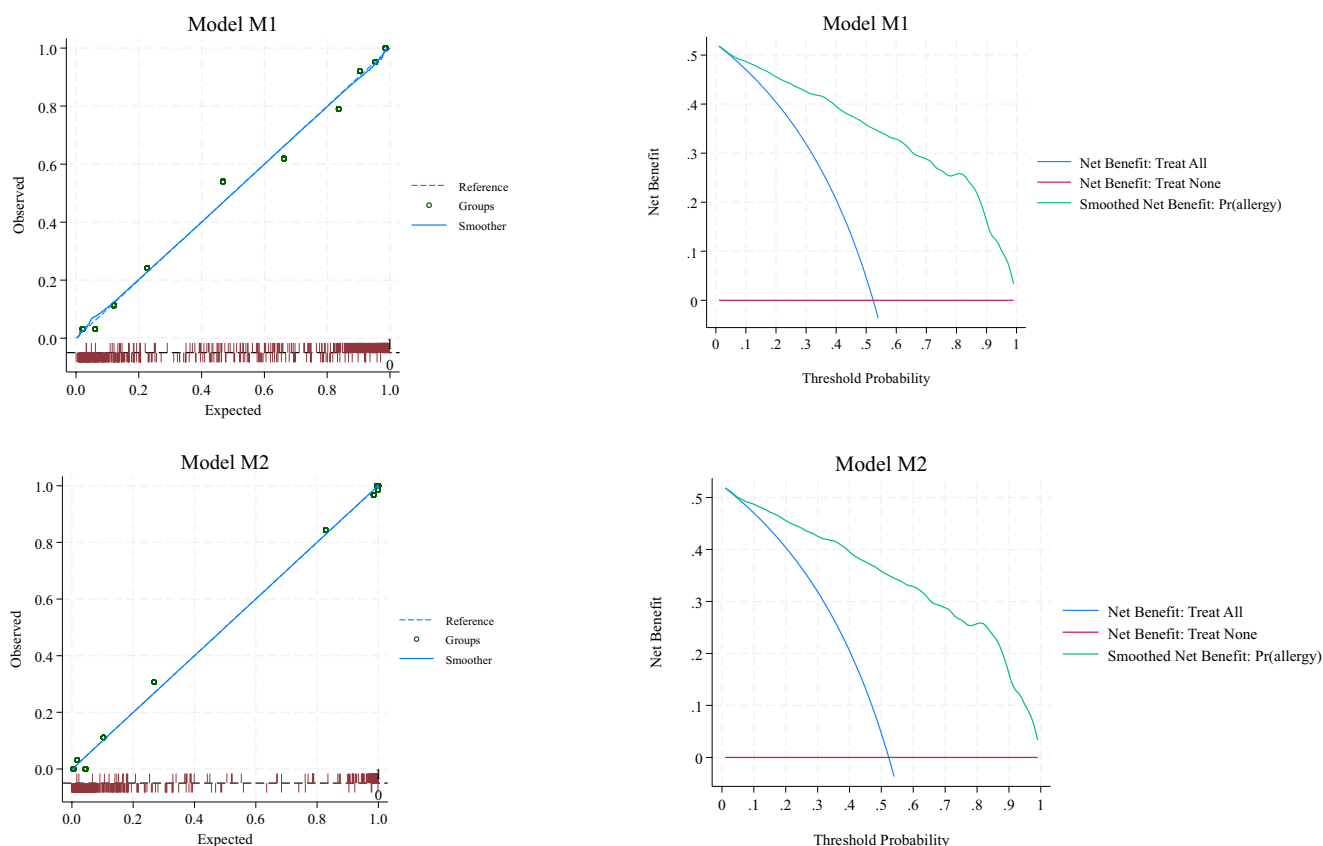 Model M1
1.0
0.8
0.6
0.4
0.2
0.0
Observed
0.0 0.2 0.4 0.6 0.8 1.0
Expected
1
0
Reference
Groups
Smoother
Model M1
.5
.4
.3
.2
.1
0
Net Benefit
0 .1 .2 .3 .4 .5 .6 .7 .8 .9 1
Threshold Probability
Net Benefit: Treat All
Net Benefit: Treat None
Smoothed Net Benefit: Pr(allergy)
Model M2
1.0
0.8
0.6
0.4
0.2
0.0
Observed
0.0 0.2 0.4 0.6 0.8 1.0
Expected
1
0
Reference
Groups
Smoother
Model M2
.5
.4
.3
.2
.1
0
Net Benefit
0 .1 .2 .3 .4 .5 .6 .7 .8 .9 1
Threshold Probability
Net Benefit: Treat All
Net Benefit: Treat None
Smoothed Net Benefit: Pr(allergy)